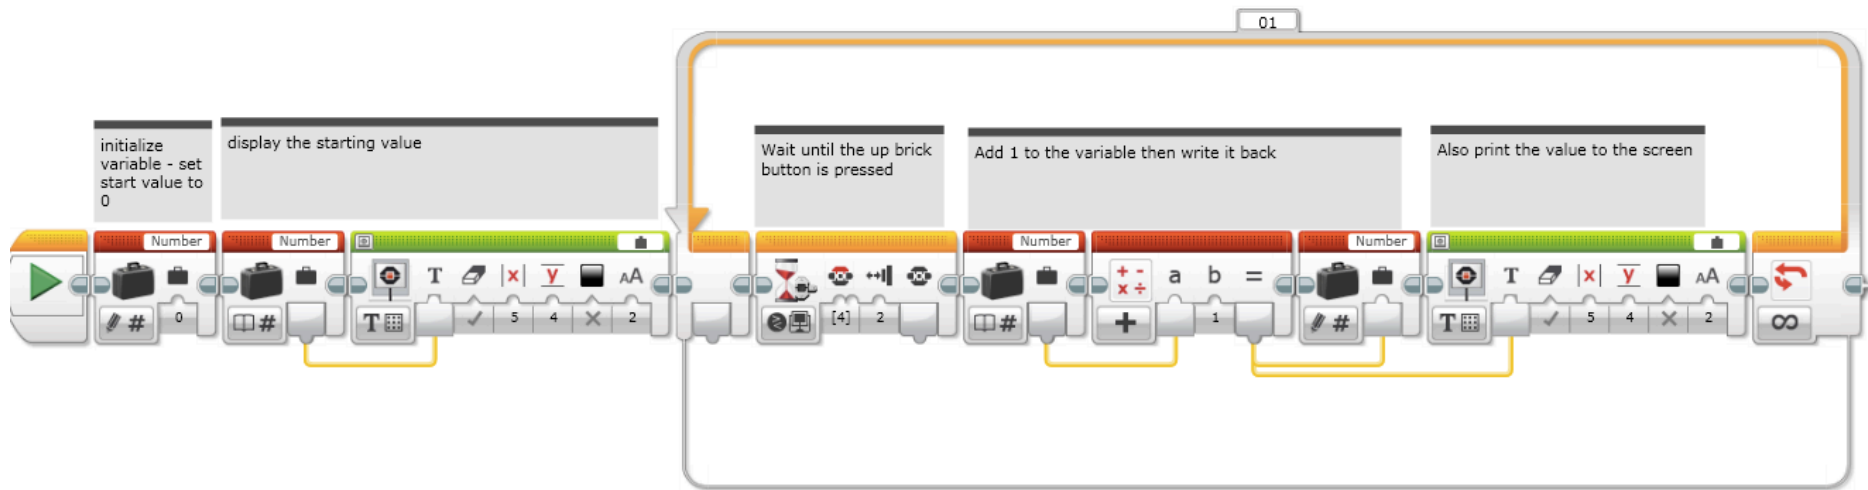 01
initialize
variable - set
start value to
0
display the starting value
Wait until the up brick
button is pressed
Add 1 to the variable then write it back
Also print the value to the screen
Number
Number
Number
Number
T
x
y
AA
+ -
x ÷
a
b
=
T
x
y
AA
#
0
#
T
5
4
2
[4]
2
#
+
1
#
T
5
4
2
∞